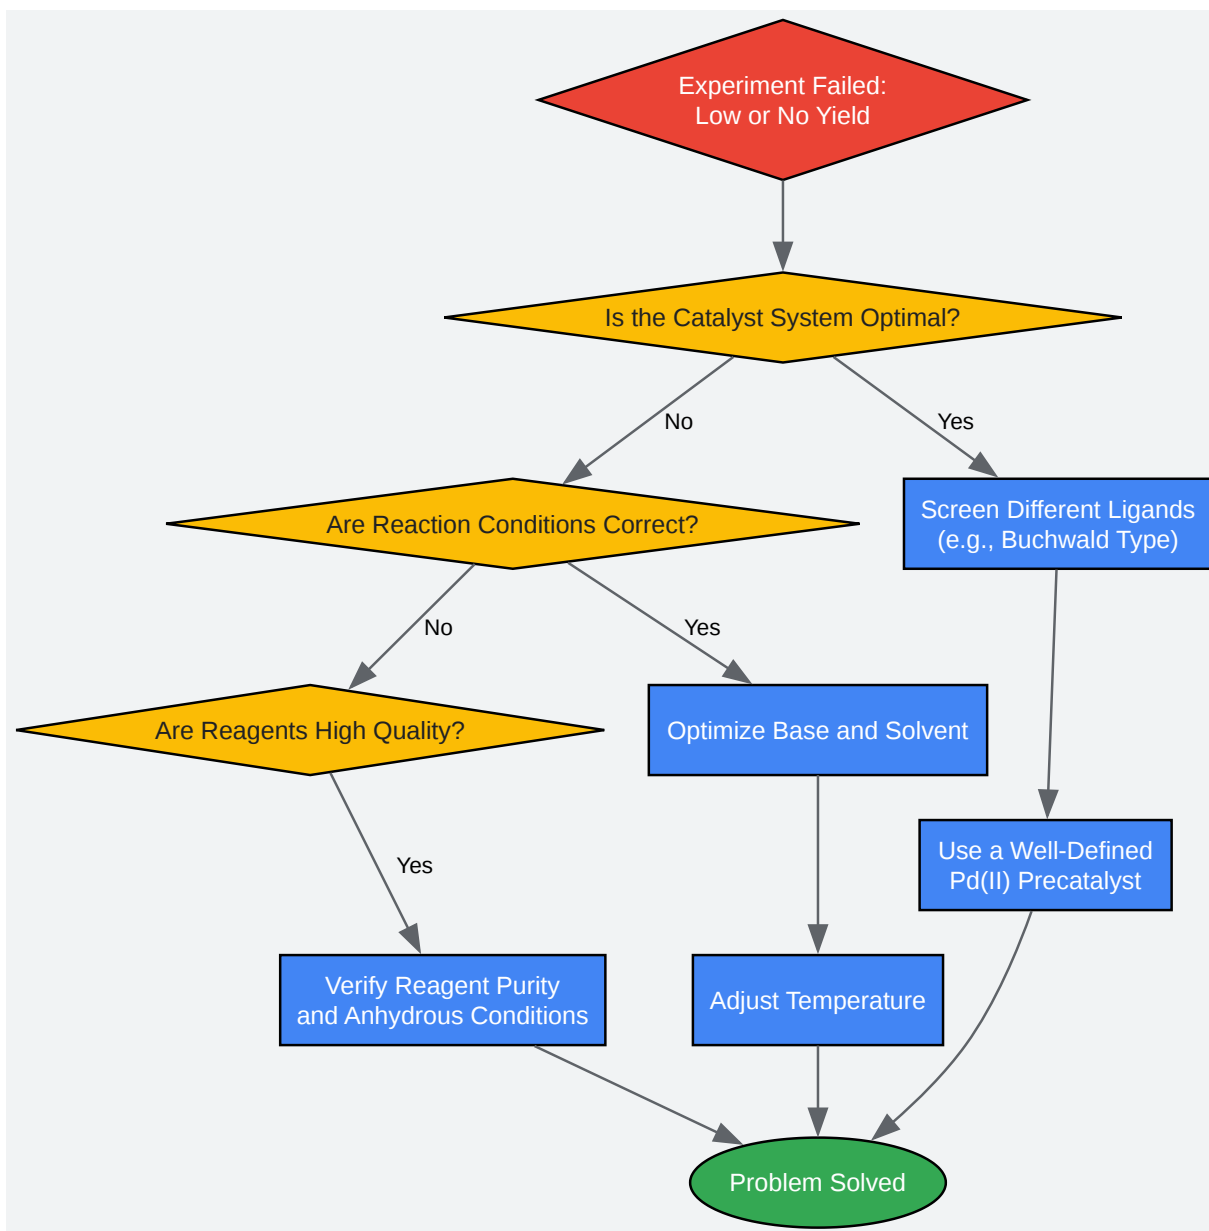 Experiment Failed:
Low or No Yield
Is the Catalyst System Optimal?
No
Yes
Are Reaction Conditions Correct?
Screen Different Ligands
(e.g., Buchwald Type)
No
Yes
Are Reagents High Quality?
Optimize Base and Solvent
Yes
Use a Well-Defined
Pd(II) Precatalyst
Verify Reagent Purity
and Anhydrous Conditions
Adjust Temperature
Problem Solved